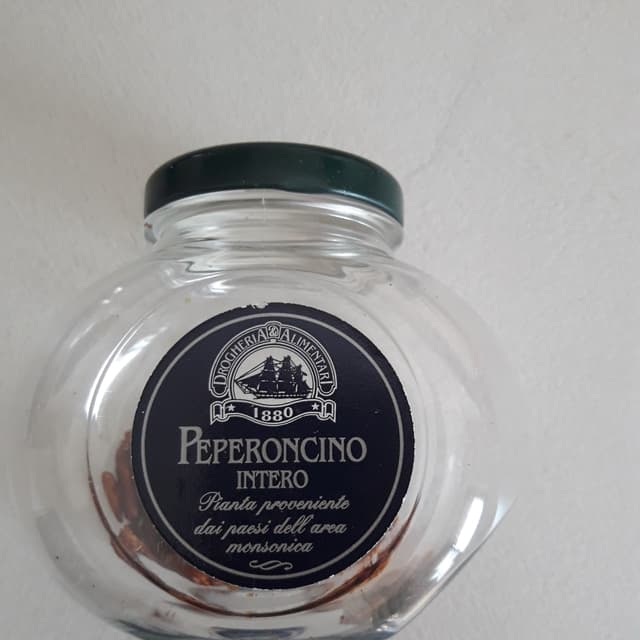 DROGHERIA & ALIMENTARI
1880
PEPERONCINO
INTERO
Pianta proveniente
dai paesi dell'area
monsonica